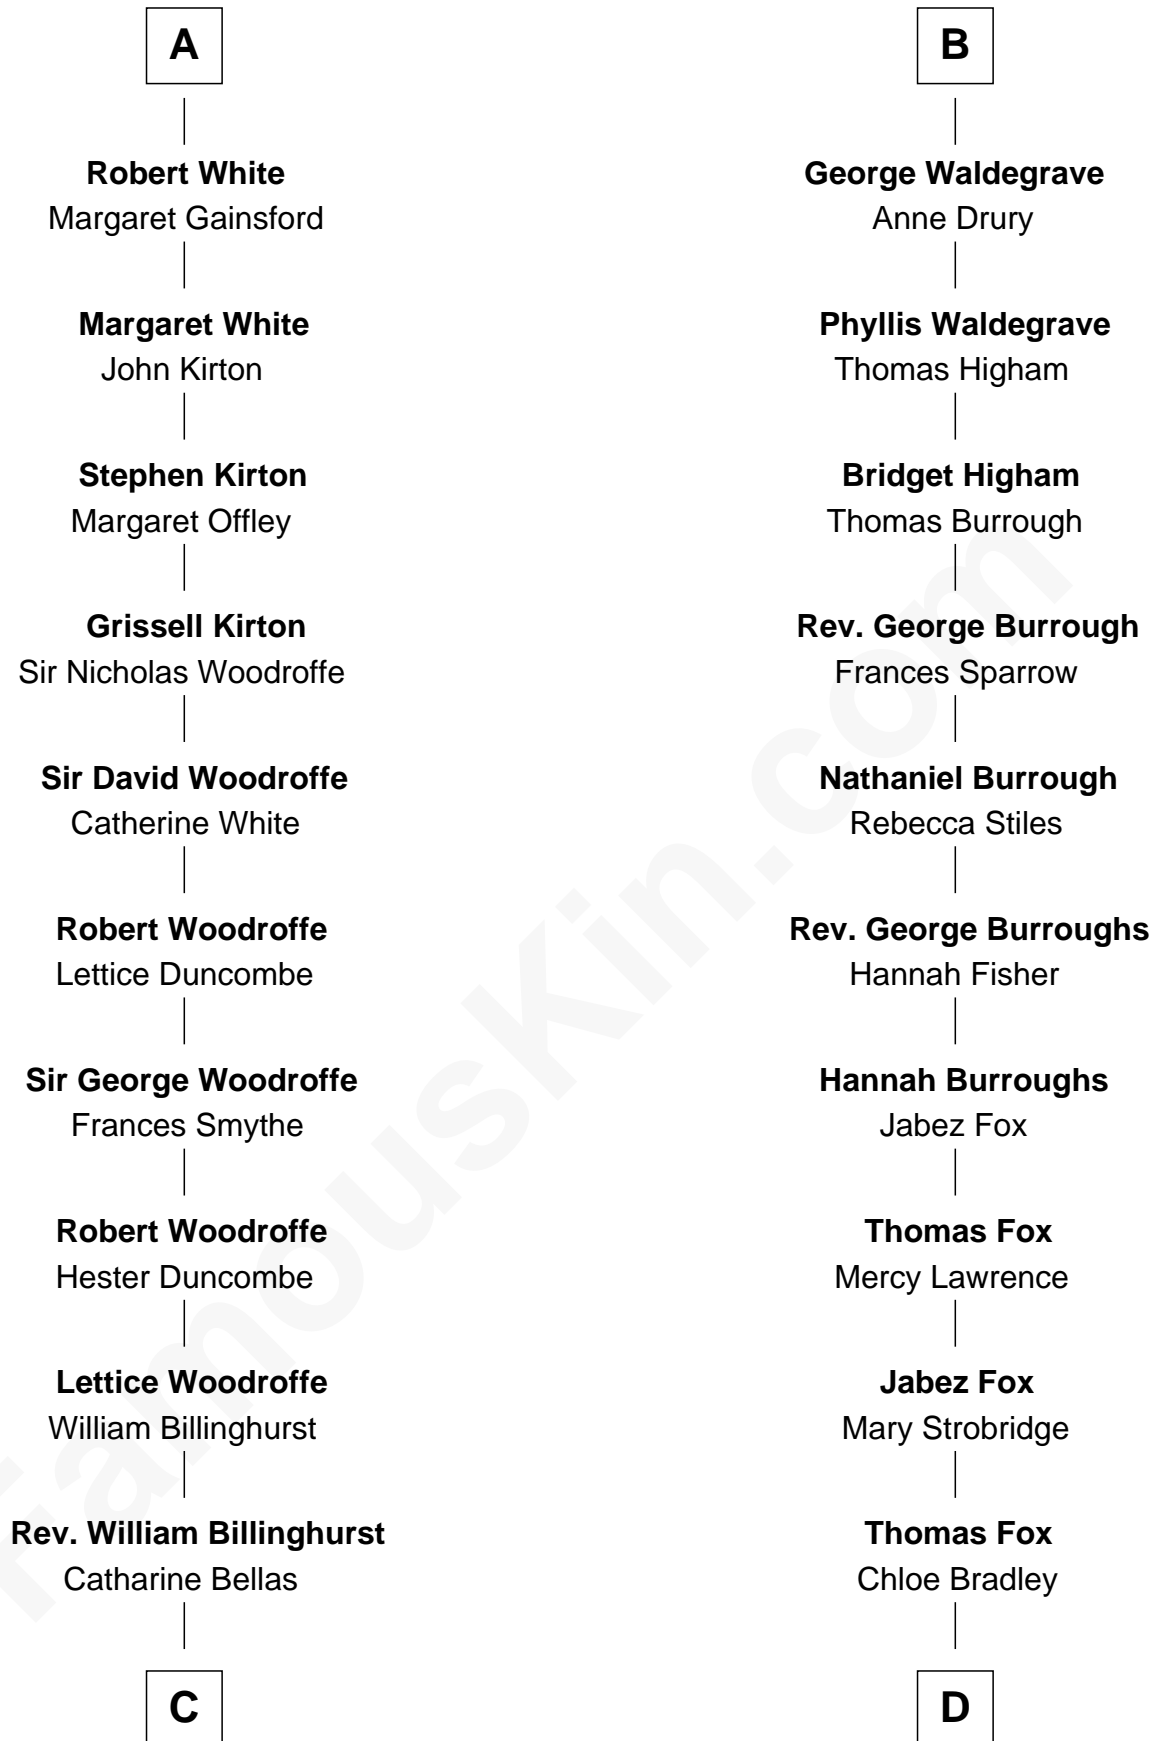 A
Robert White
Margaret Gainsford
Margaret White
John Kirton
Stephen Kirton
Margaret Offley
Grissell Kirton
Sir Nicholas Woodroffe
Sir David Woodroffe
Catherine White
Robert Woodroffe
Lettice Duncombe
Sir George Woodroffe
Frances Smythe
Robert Woodroffe
Hester Duncombe
Lettice Woodroffe
William Billinghurst
Rev. William Billinghurst
Catharine Bellas
C
B
George Waldegrave
Anne Drury
Phyllis Waldegrave
Thomas Higham
Bridget Higham
Thomas Burrough
Rev. George Burrough
Frances Sparrow
Nathaniel Burrough
Rebecca Stiles
Rev. George Burroughs
Hannah Fisher
Hannah Burroughs
Jabez Fox
Thomas Fox
Mercy Lawrence
Jabez Fox
Mary Strobridge
Thomas Fox
Chloe Bradley
D
FamousKin.com